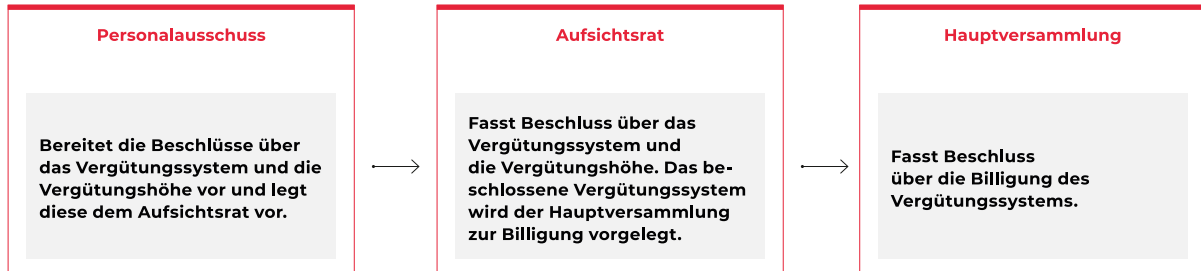 Personalausschuss
Bereitet die Beschlüsse über
das Vergütungssystem und die
Vergütungshöhe vor und legt
diese dem Aufsichtsrat vor.
Aufsichtsrat
Fasst Beschluss über das
Vergütungssystem und
die Vergütungshöhe. Das be-
schlossene Vergütungssystem
wird der Hauptversammlung
zur Billigung vorgelegt.
Hauptversammlung
Fasst Beschluss
über die Billigung des
Vergütungssystems.